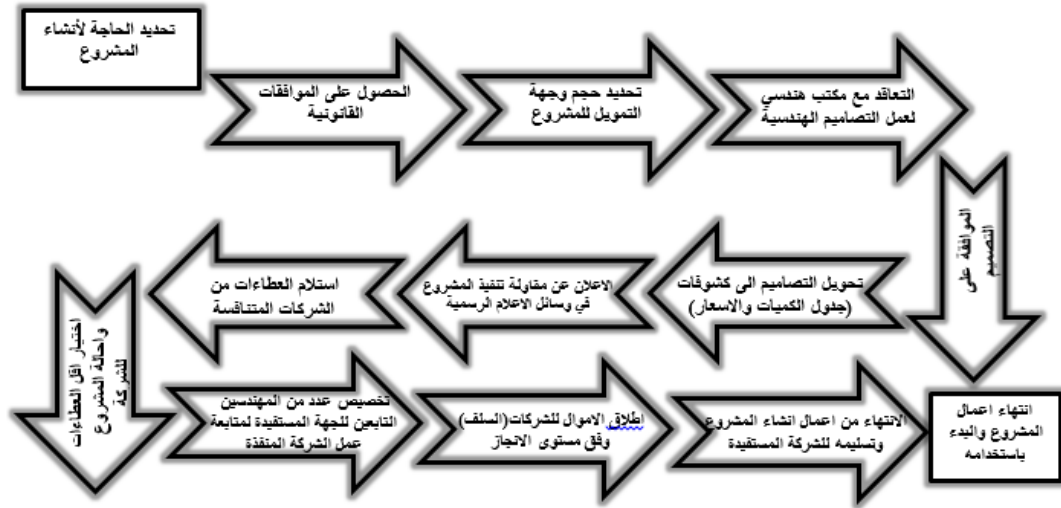 تحديد الحاجة لأنشاء
المشروع
الحصول على الموافقات
القانونية
تحديد حجم وجهة
التمويل للمشروع
التعاقد مع مكتب هندسي
لعمل التصاميم الهندسية
الموافقة على
التصميم
تحويل التصاميم الى كشوفات
(جدول الكميات والاسعار)
الاعلان عن مقاولة تنفيذ المشروع
في وسائل الاعلام الرسمية
استلام العطاءات من
الشركات المتنافسة
اختيار اقل العطاءات
واحالة المشروع
للشركة
تخصيص عدد من المهندسين
التابعين للجهة المستفيدة لمتابعة
عمل الشركة المنفذة
اطلاق الاموال للشركات(السلف)
وفق مستوى الانجاز
الانتهاء من اعمال انشاء المشروع
وتسليمه للشركة المستفيدة
انتهاء اعمال
المشروع والبدء
باستخدامه